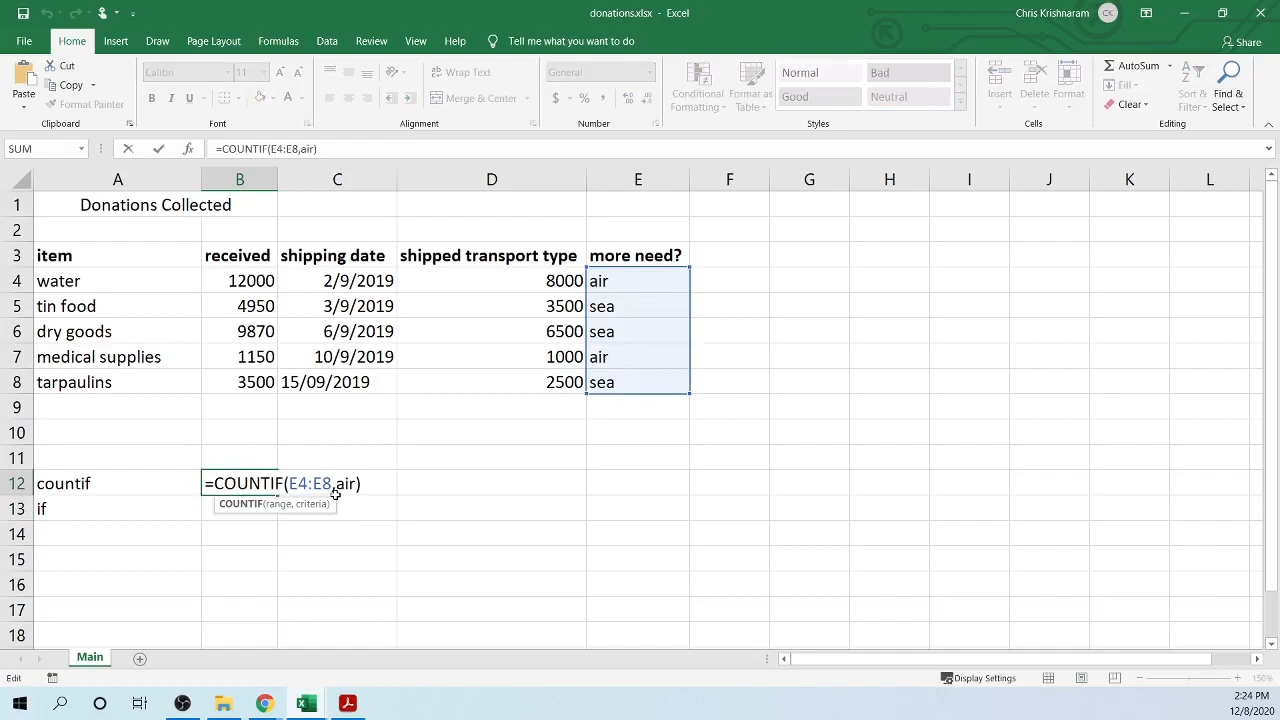 donations.xlsx - Excel
Chris Krishnaram CK
File Home Insert Draw Page Layout Formulas Data Review View Help Tell me what you want to do Share
Paste
Cut
Copy
Format Painter
Clipboard
Calibri 11
B I U
Font
Wrap Text
Merge & Center
Alignment
General
$ % ,
Number
Conditional Formatting
Format as Table
Normal Bad
Good Neutral
Styles
Insert Delete Format
Cells
AutoSum
Fill
Clear
Sort & Filter
Find & Select
Editing
SUM fx =COUNTIF(E4:E8,air)
A B C D E F G H I J K L
1 Donations Collected
2
3 item received shipping date shipped transport type more need?
4 water 12000 2/9/2019 8000 air
5 tin food 4950 3/9/2019 3500 sea
6 dry goods 9870 6/9/2019 6500 sea
7 medical supplies 1150 10/9/2019 1000 air
8 tarpaulins 3500 15/09/2019 2500 sea
9
10
11
12 countif =COUNTIF(E4:E8,air)
COUNTIF(range, criteria)
13 if
14
15
16
17
18
Main
Edit Display Settings 150%
2:24 PM
12/8/2020